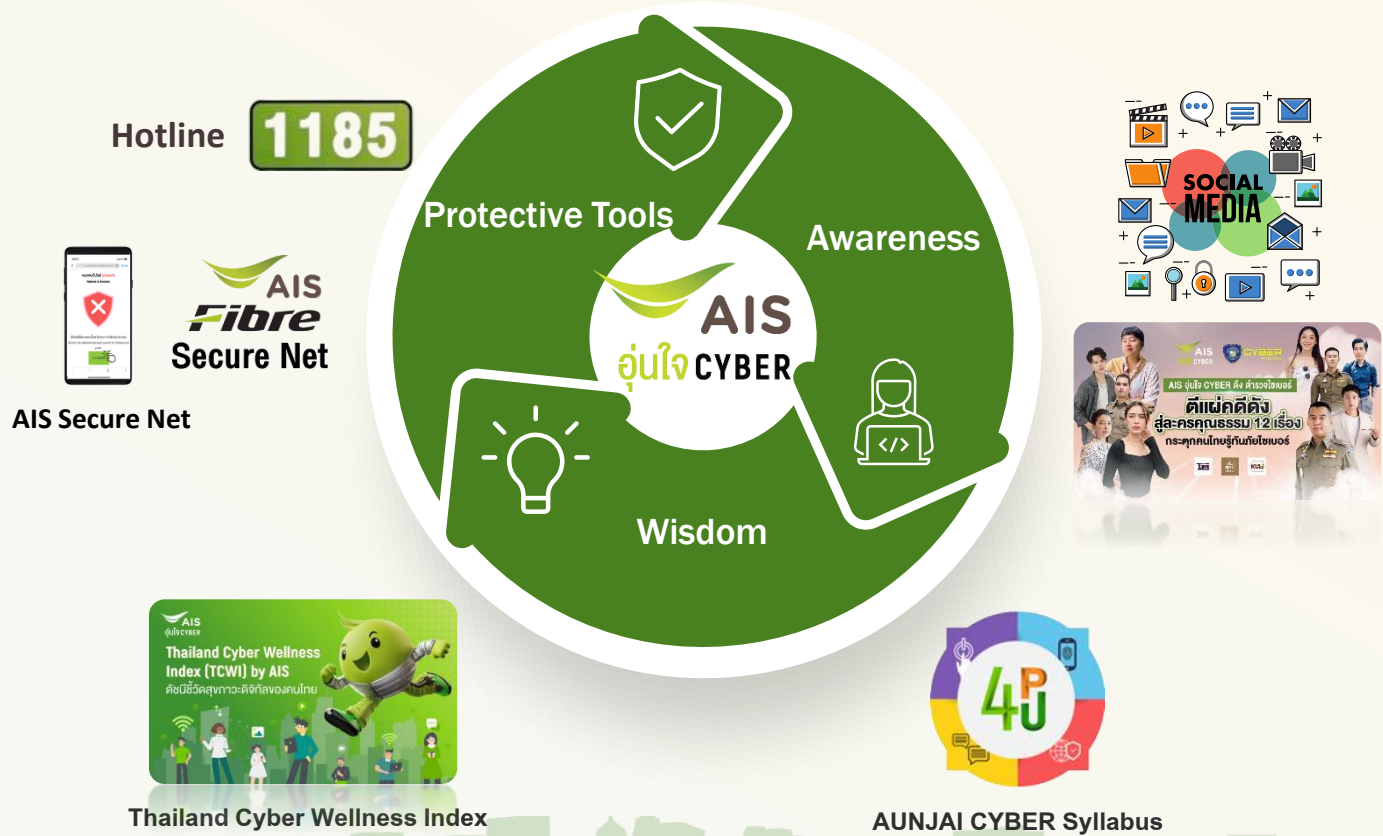 Hotline 1185
Protective Tools
Awareness
AIS
อุ่นใจ CYBER
Wisdom
AIS
Fibre
Secure Net
AIS Secure Net
SOCIAL
MEDIA
AIS
CYBER
AIS อุ่นใจ CYBER ดึง ตำรวจไซเบอร์
ตีแผ่คดีดัง
สู่ละครคุณธรรม 12 เรื่อง
กระตุกคนไทยรู้ทันภัยไซเบอร์
AIS
อุ่นใจ CYBER
Thailand Cyber Wellness
Index (TCWI) by AIS
ดัชนีชี้วัดสุขภาวะดิจิทัลของคนไทย
Thailand Cyber Wellness Index
4P
4U
AUNJAI CYBER Syllabus